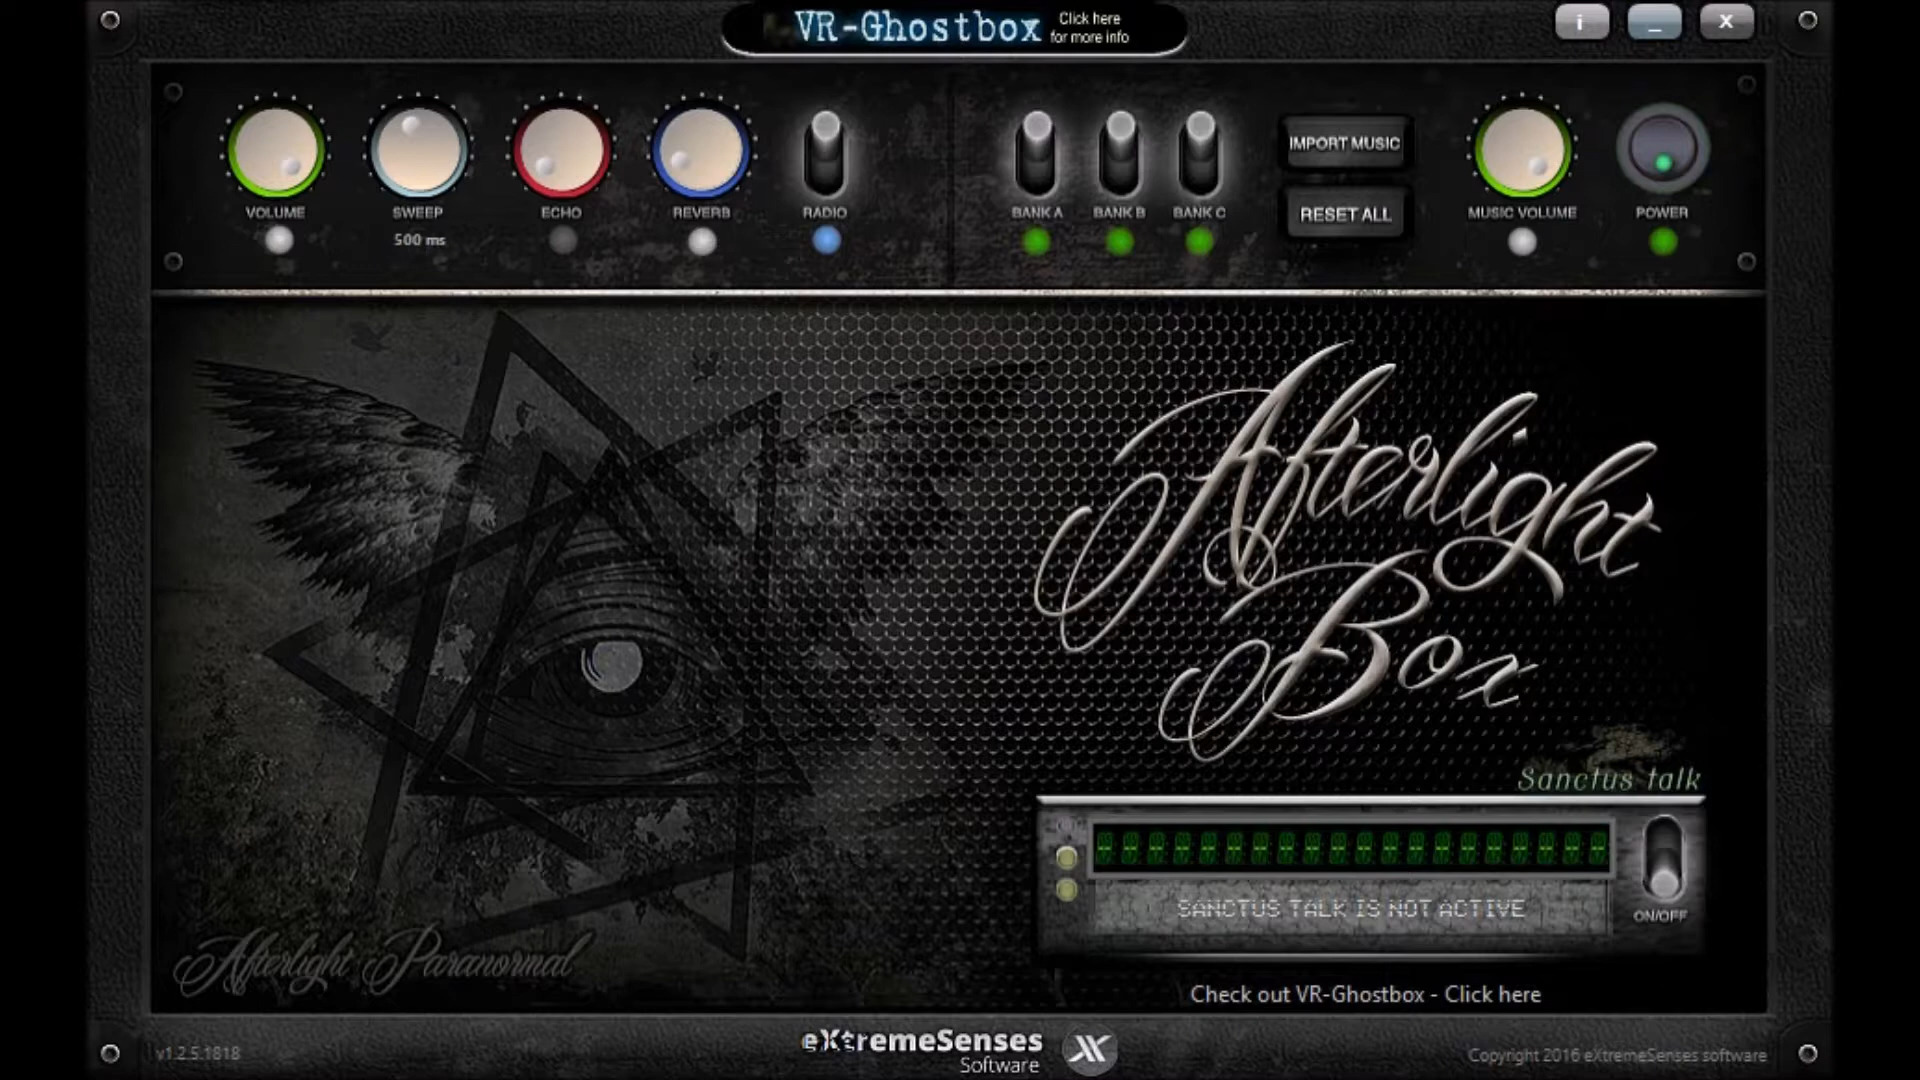 VR-Ghostbox
Click here
for more info
i
_
X
VOLUME
SWEEP
500 ms
ECHO
REVERB
RADIO
BANK A
BANK B
BANK C
IMPORT MUSIC
RESET ALL
MUSIC VOLUME
POWER
Afterlight
Box
Sanctus talk
SANCTUS TALK IS NOT ACTIVE
ON/OFF
Afterlight Paranormal
Check out VR-Ghostbox - Click here
v1.2.5.1818
eXtremeSenses
Software
Copyright 2016 eXtremeSenses software